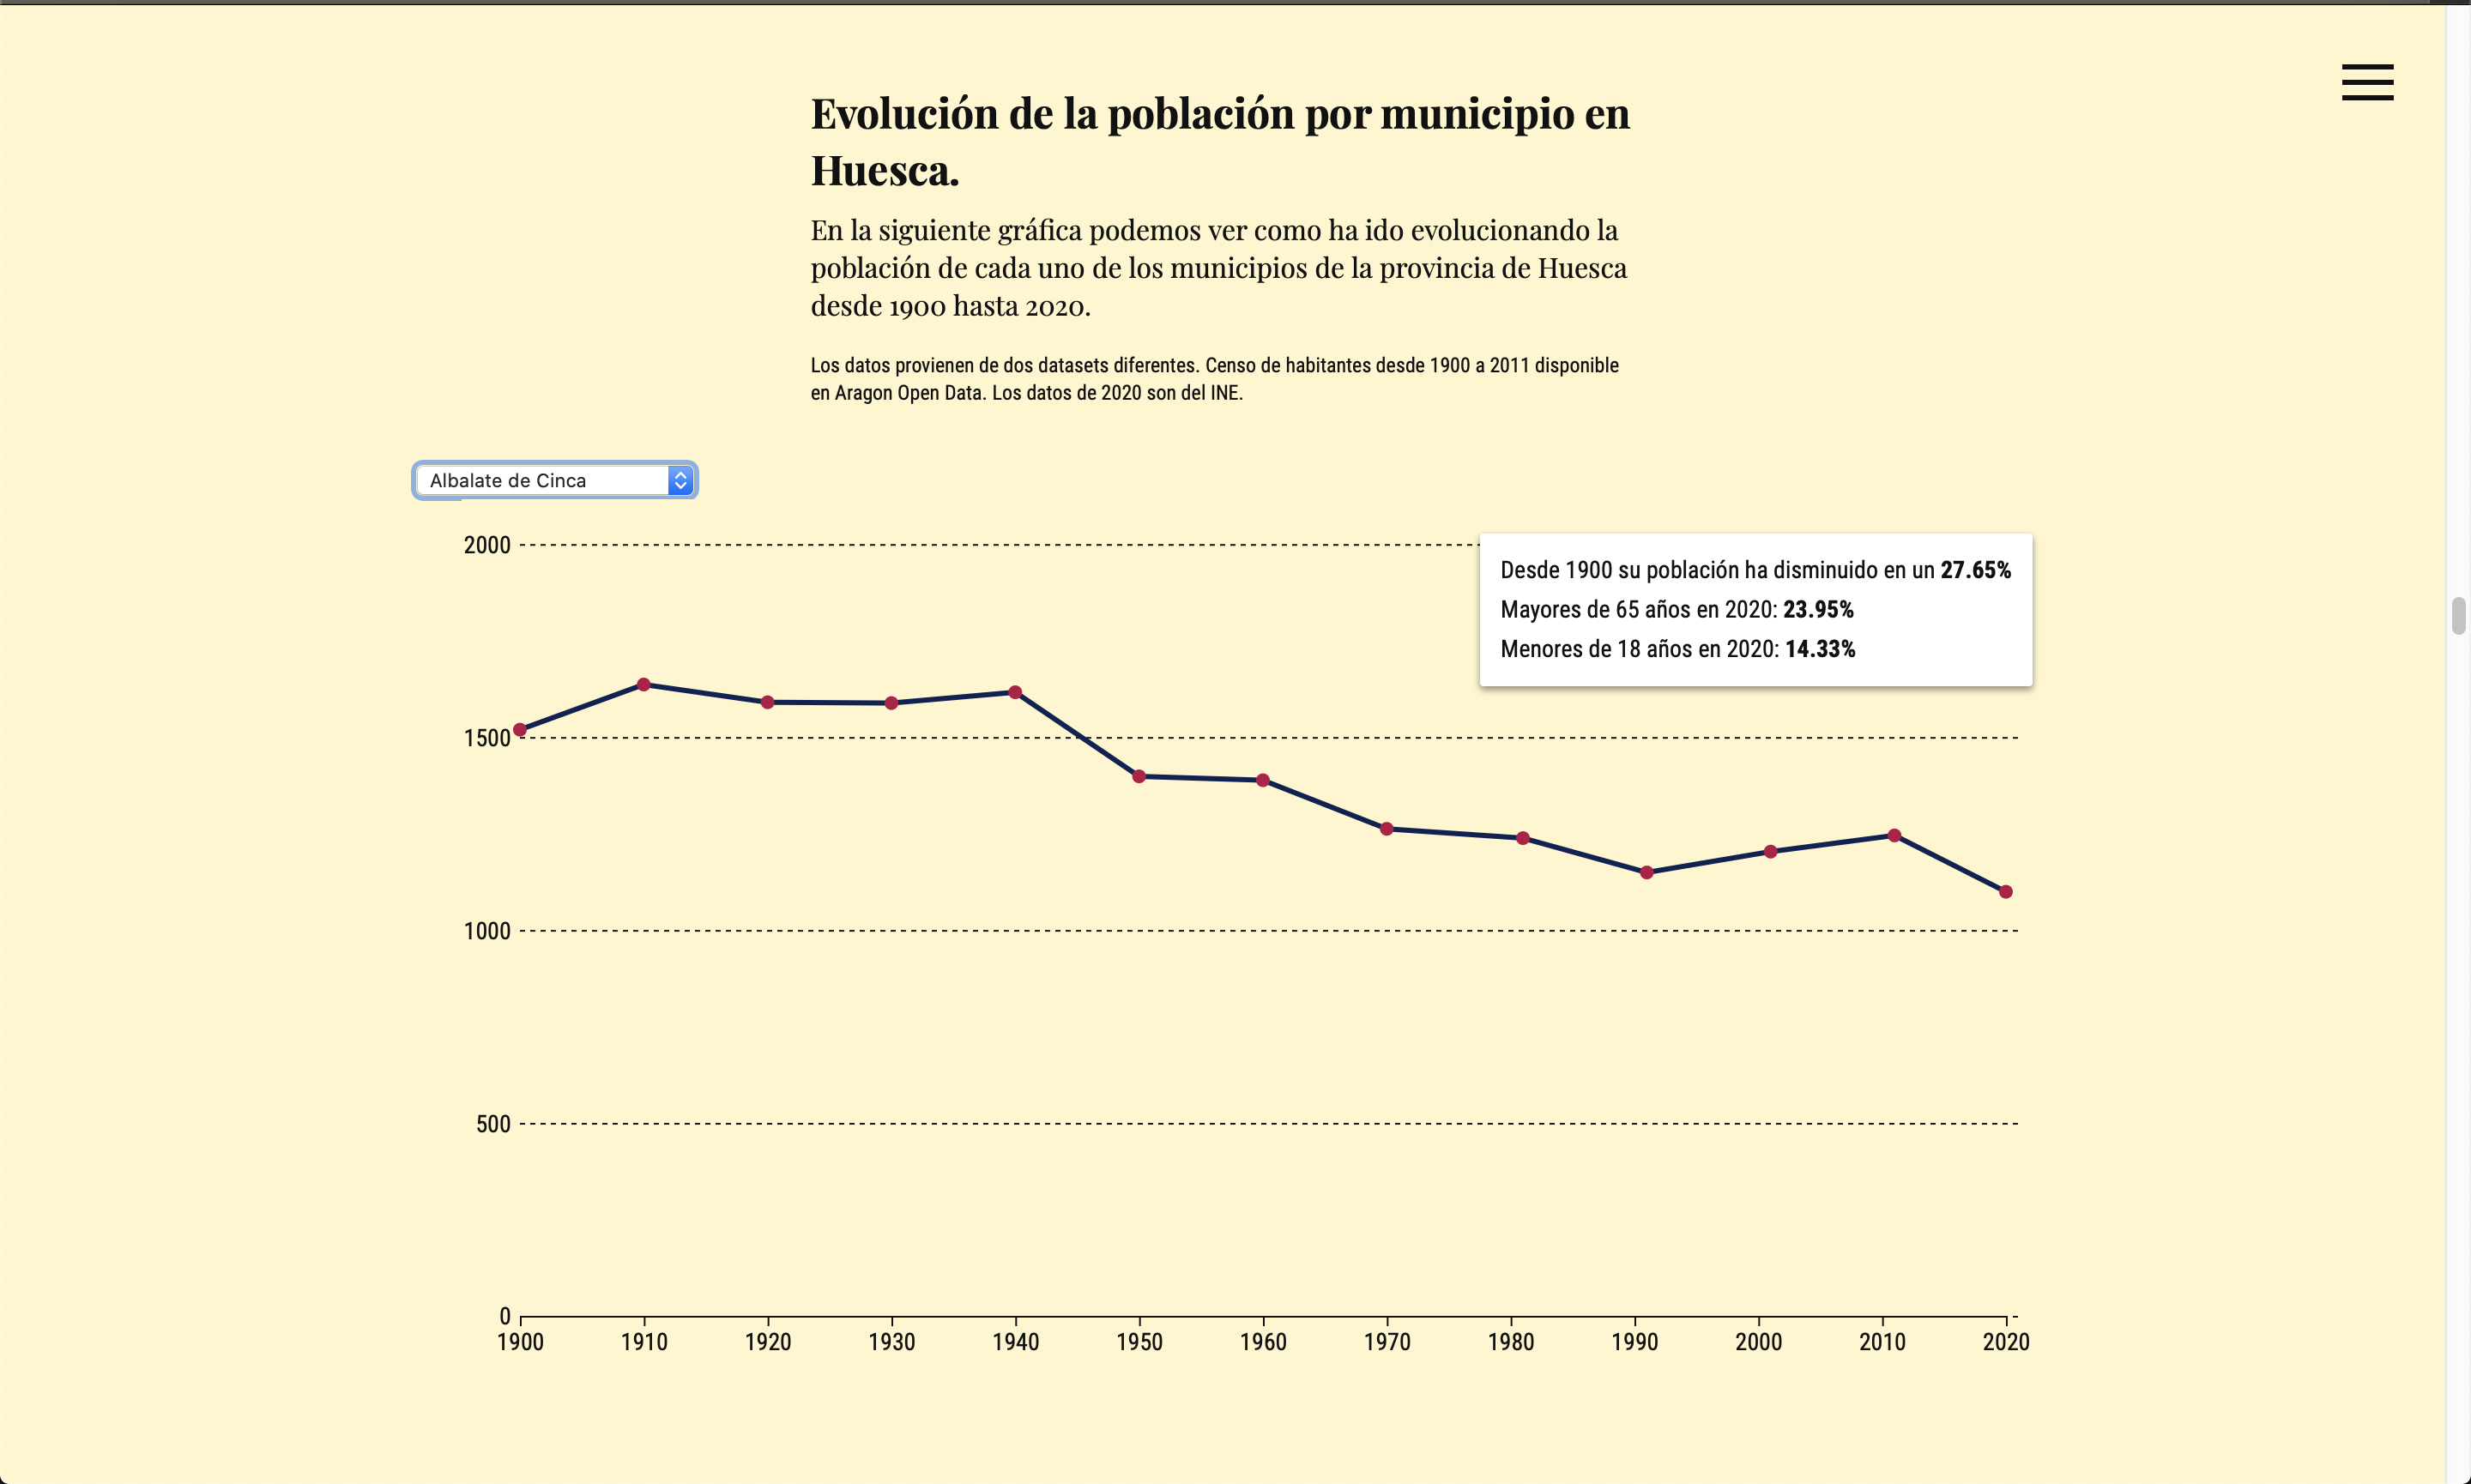 Evolución de la población por municipio en
Huesca.
En la siguiente gráfica podemos ver como ha ido evolucionando la
población de cada uno de los municipios de la provincia de Huesca
desde 1900 hasta 2020.
Los datos provienen de dos datasets diferentes. Censo de habitantes desde 1900 a 2011 disponible
en Aragon Open Data. Los datos de 2020 son del INE.
Albalate de Cinca
2000
Desde 1900 su población ha disminuido en un 27.65%
Mayores de 65 años en 2020: 23.95%
Menores de 18 años en 2020: 14.33%
1500
1000
500
0
1900 1910 1920 1930 1940 1950 1960 1970 1980 1990 2000 2010 2020